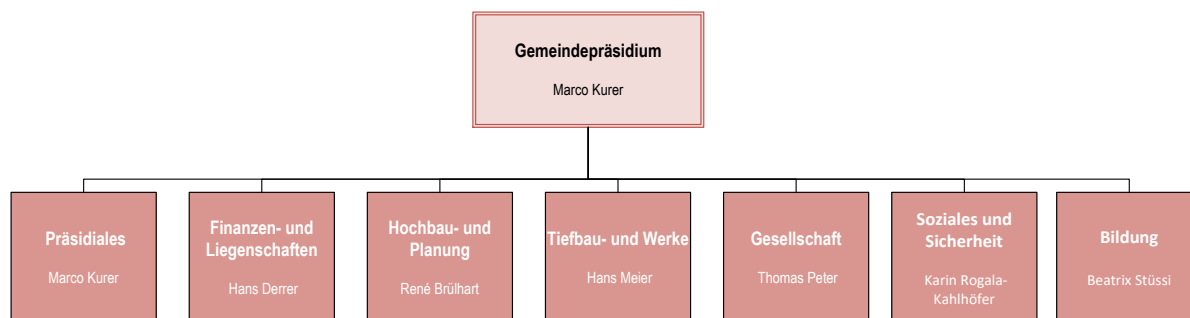 Gemeindepräsidium
Marco Kurer
Präsidiales
Marco Kurer
Finanzen- und
Liegenschaften
Hans Derrer
Hochbau- und
Planung
René Brülhart
Tiefbau- und Werke
Hans Meier
Gesellschaft
Thomas Peter
Soziales und
Sicherheit
Karin Rogala-
Kahlhöfer
Bildung
Beatrix Stüssi